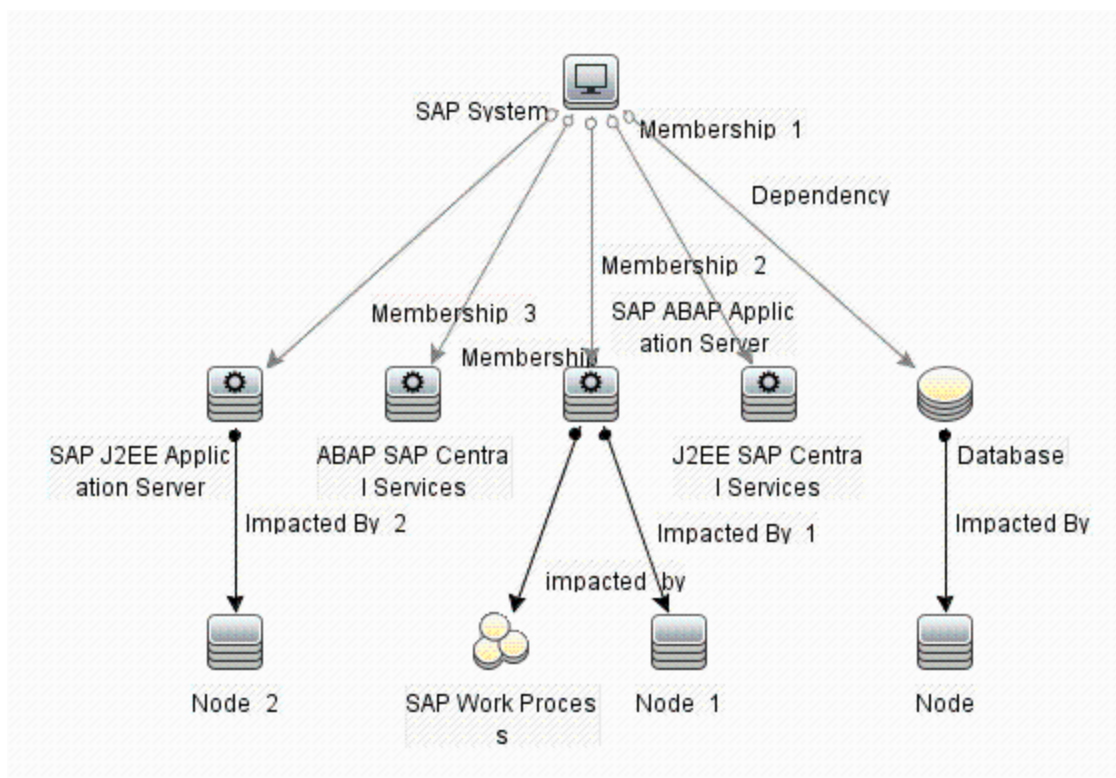 SAP System
Membership 1
Dependency
Membership 2
Membership 3
SAP ABAP Applic
ation Server
Membership
SAP J2EE Applic
ation Server
ABAP SAP Centra
l Services
J2EE SAP Centra
l Services
Database
Impacted By 2
Impacted By 1
Impacted By
impacted by
Node 2
SAP Work Proces
s
Node 1
Node